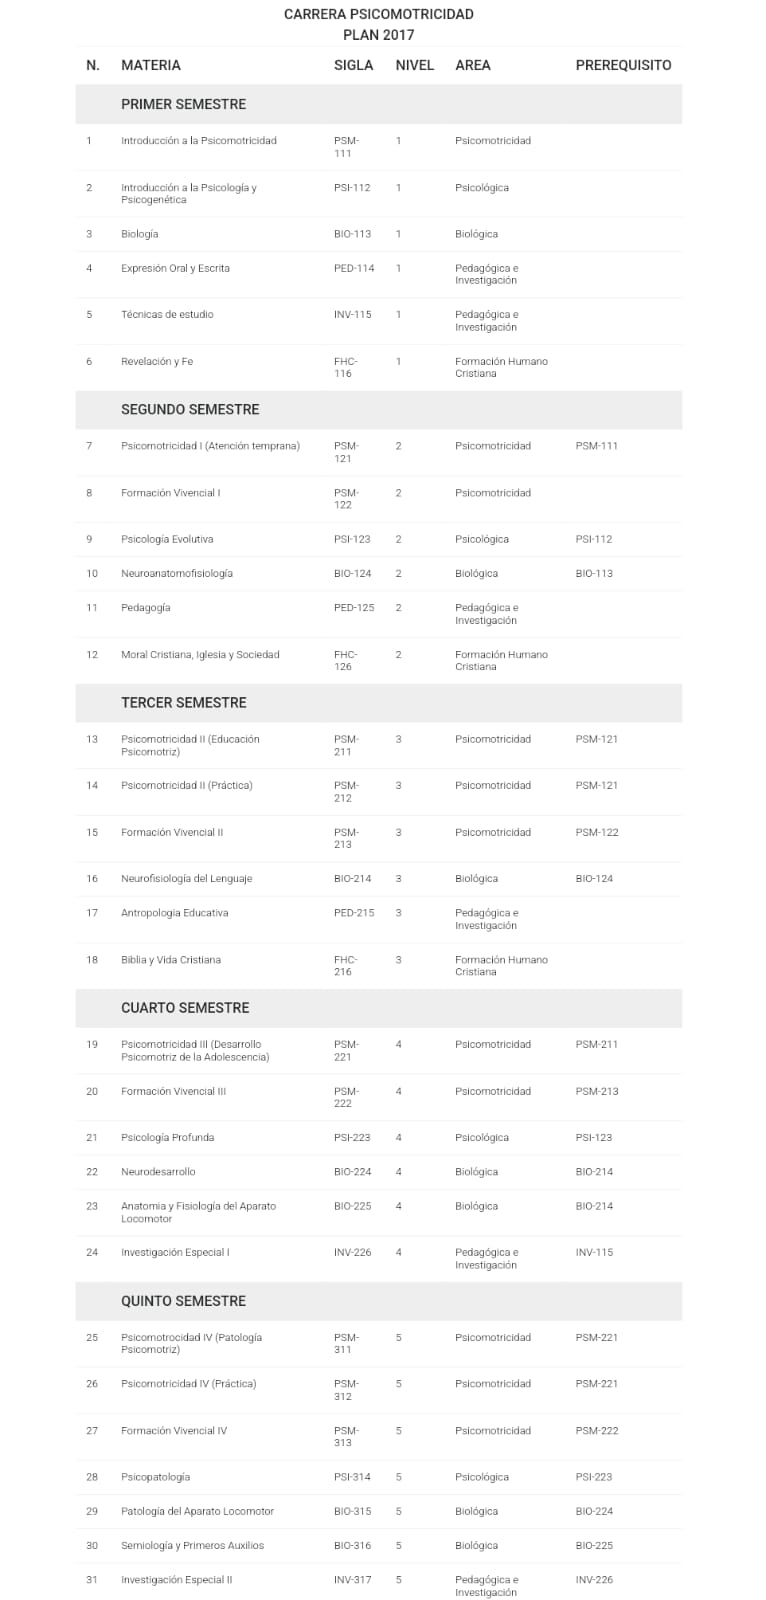 CARRERA PSICOMOTRICIDAD
PLAN 2017
N. MATERIA SIGLA NIVEL AREA PREREQUISITO
PRIMER SEMESTRE
1 Introducción a la Psicomotricidad PSM- 1 Psicomotricidad
111
2 Introducción a la Psicología y PSI-112 1 Psicológica
Psicogenética
3 Biología BIO-113 1 Biológica
4 Expresión Oral y Escrita PED-114 1 Pedagógica e
Investigación
5 Técnicas de estudio INV-115 1 Pedagógica e
Investigación
6 Revelación y Fe FHC- 1 Formación Humano
116 Cristiana
SEGUNDO SEMESTRE
7 Psicomotricidad I (Atención temprana) PSM- 2 Psicomotricidad PSM-111
121
8 Formación Vivencial I PSM- 2 Psicomotricidad
122
9 Psicología Evolutiva PSI-123 2 Psicológica PSI-112
10 Neuroanatomofisiología BIO-124 2 Biológica BIO-113
11 Pedagogía PED-125 2 Pedagógica e
Investigación
12 Moral Cristiana, Iglesia y Sociedad FHC- 2 Formación Humano
126 Cristiana
TERCER SEMESTRE
13 Psicomotricidad II (Educación PSM- 3 Psicomotricidad PSM-121
Psicomotriz) 211
14 Psicomotricidad II (Práctica) PSM- 3 Psicomotricidad PSM-121
212
15 Formación Vivencial II PSM- 3 Psicomotricidad PSM-122
213
16 Neurofisiología del Lenguaje BIO-214 3 Biológica BIO-124
17 Antropologia Educativa PED-215 3 Pedagógica e
Investigación
18 Biblia y Vida Cristiana FHC- 3 Formación Humano
216 Cristiana
CUARTO SEMESTRE
19 Psicomotricidad III (Desarrollo PSM- 4 Psicomotricidad PSM-211
Psicomotriz de la Adolescencia) 221
20 Formación Vivencial III PSM- 4 Psicomotricidad PSM-213
222
21 Psicología Profunda PSI-223 4 Psicológica PSI-123
22 Neurodesarrollo BIO-224 4 Biológica BIO-214
23 Anatomia y Fisiología del Aparato BIO-225 4 Biológica BIO-214
Locomotor
24 Investigación Especial I INV-226 4 Pedagógica e INV-115
Investigación
QUINTO SEMESTRE
25 Psicomotrocidad IV (Patología PSM- 5 Psicomotricidad PSM-221
Psicomotriz) 311
26 Psicomotricidad IV (Práctica) PSM- 5 Psicomotricidad PSM-221
312
27 Formación Vivencial IV PSM- 5 Psicomotricidad PSM-222
313
28 Psicopatología PSI-314 5 Psicológica PSI-223
29 Patología del Aparato Locomotor BIO-315 5 Biológica BIO-224
30 Semiología y Primeros Auxilios BIO-316 5 Biológica BIO-225
31 Investigación Especial II INV-317 5 Pedagógica e INV-226
Investigación